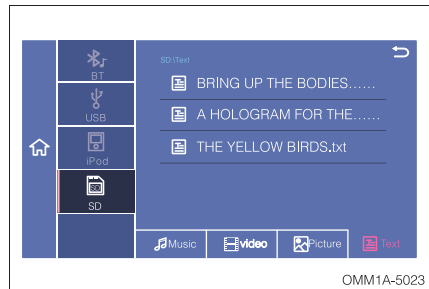 BT
USB
iPod
SD
SD
SD:\Text
BRING UP THE BODIES......
A HOLOGRAM FOR THE......
THE YELLOW BIRDS.txt
Music
video
Picture
Text
OMM1A-5023